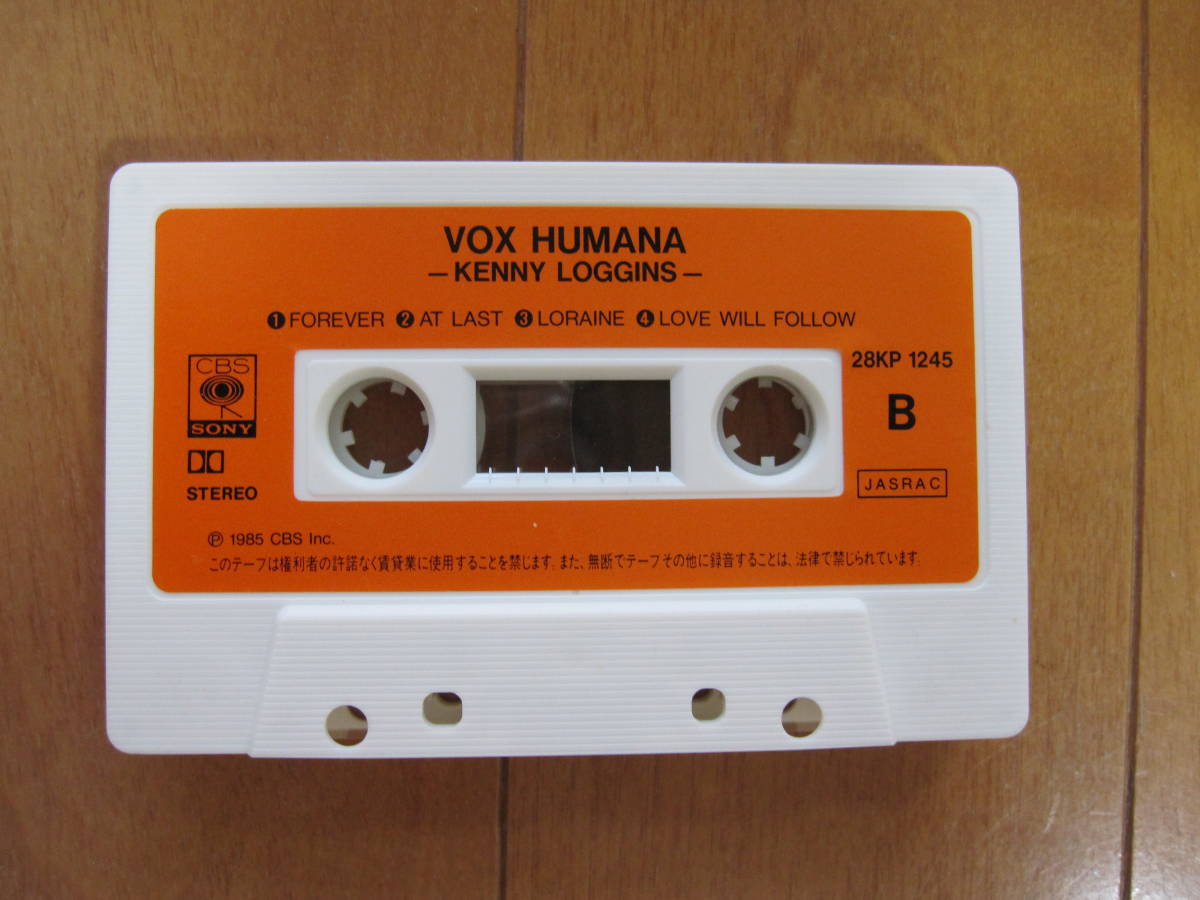 VOX HUMANA
—KENNY LOGGINS—
❶FOREVER ❷AT LAST ❸LORAINE ❹LOVE WILL FOLLOW
28KP 1245
CBS
SONY
B
STEREO
JASRAC
℗ 1985 CBS Inc.
このテープは権利者の許諾なく賃貸業に使用することを禁じます。また、無断でテープその他に録音することは、法律で禁じられています。